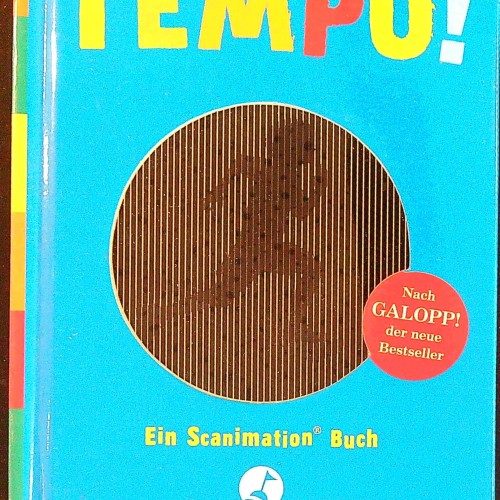 TEMPO!
Nach
GALOPP!
der neue
Bestseller
Ein Scanimation® Buch